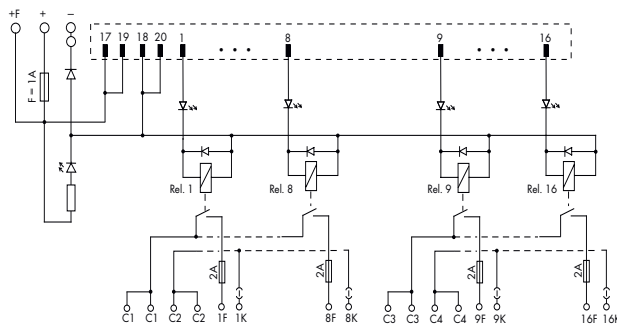 +F + –
17 19 18 20 1 • • • 8 9 • • • 16
F = 1A
Rel. 1 Rel. 8 Rel. 9 Rel. 16
2A 2A 2A 2A
C1 C1 C2 C2 1F 1K 8F 8K C3 C3 C4 C4 9F 9K 16F 16K